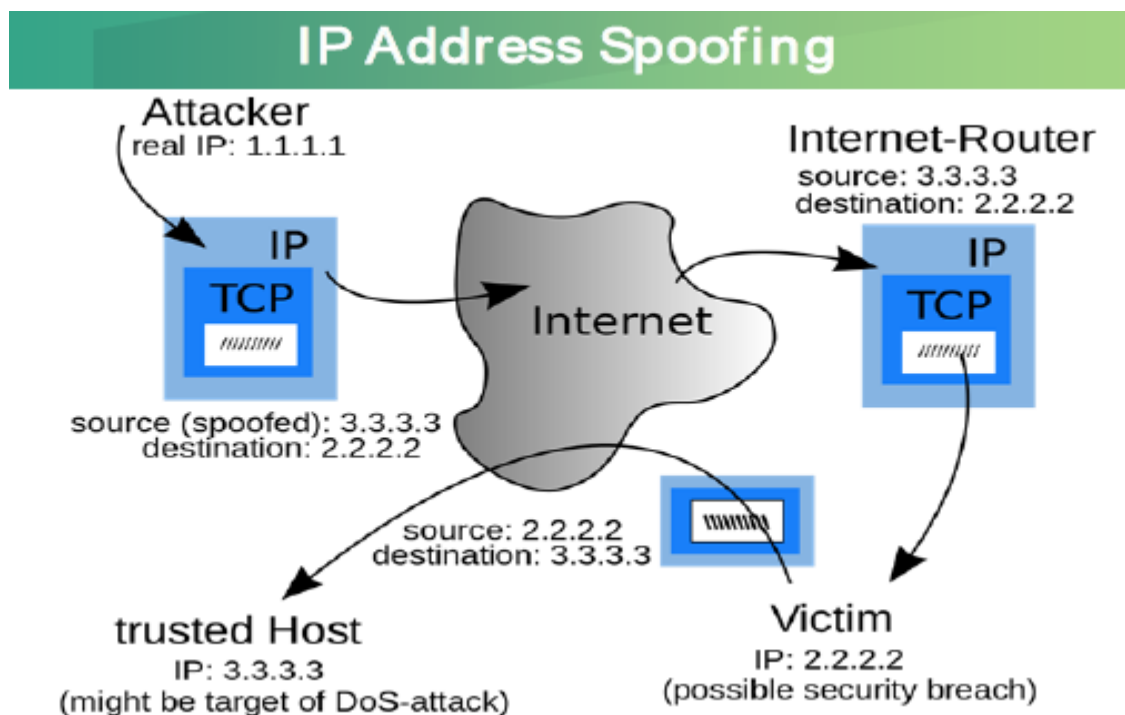 IP Address Spoofing
Attacker
real IP: 1.1.1.1
IP
TCP
source (spoofed): 3.3.3.3
destination: 2.2.2.2
Internet
Internet-Router
source: 3.3.3.3
destination: 2.2.2.2
IP
TCP
source: 2.2.2.2
destination: 3.3.3.3
trusted Host
IP: 3.3.3.3
(might be target of DoS-attack)
Victim
IP: 2.2.2.2
(possible security breach)